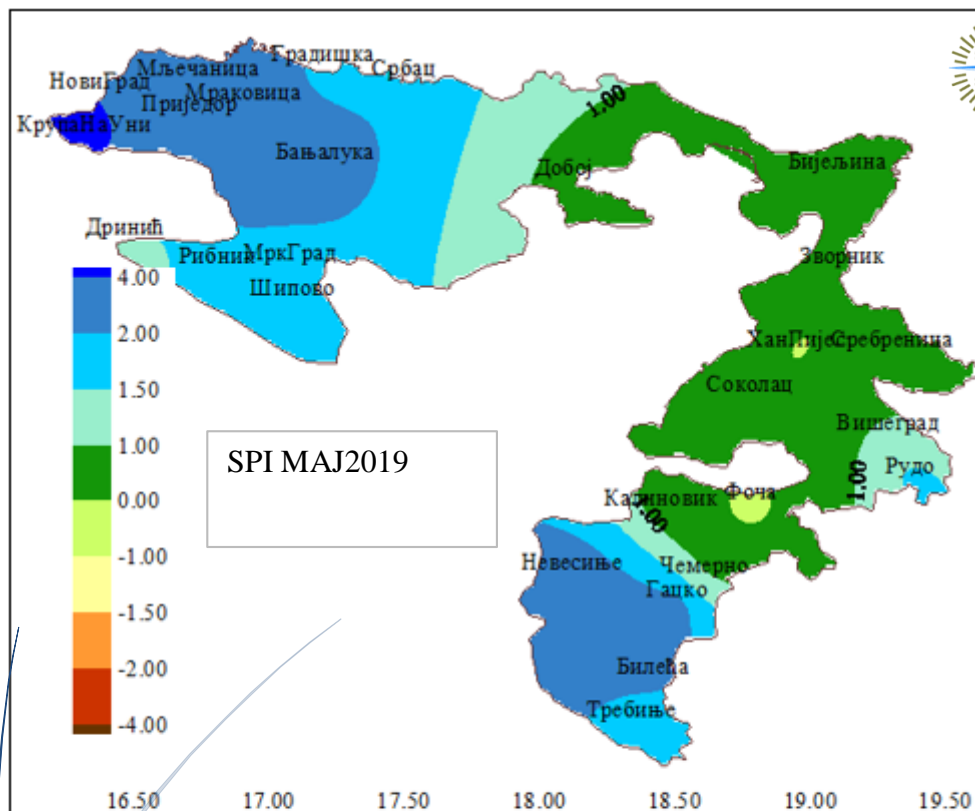 Градишка
Србац
Мљечаница
НовиГрад
Мраковица
Приједор
1.00
КрупаНаУни
Бањалука
Добој
Бијељина
Дринић
Рибник
МркГрад
Зворник
4.00
Шипово
2.00
ХанПијес
Сребреница
1.50
Соколац
1.00
Вишеград
SPI MAJ2019
Рудо
1.00
0.00
Калиновик
Фоча
1.00
-1.00
Невесиње
Чемерно
Гацко
-1.50
-2.00
Билећа
Требиње
-4.00
16.50 17.00 17.50 18.00 18.50 19.00 19.50